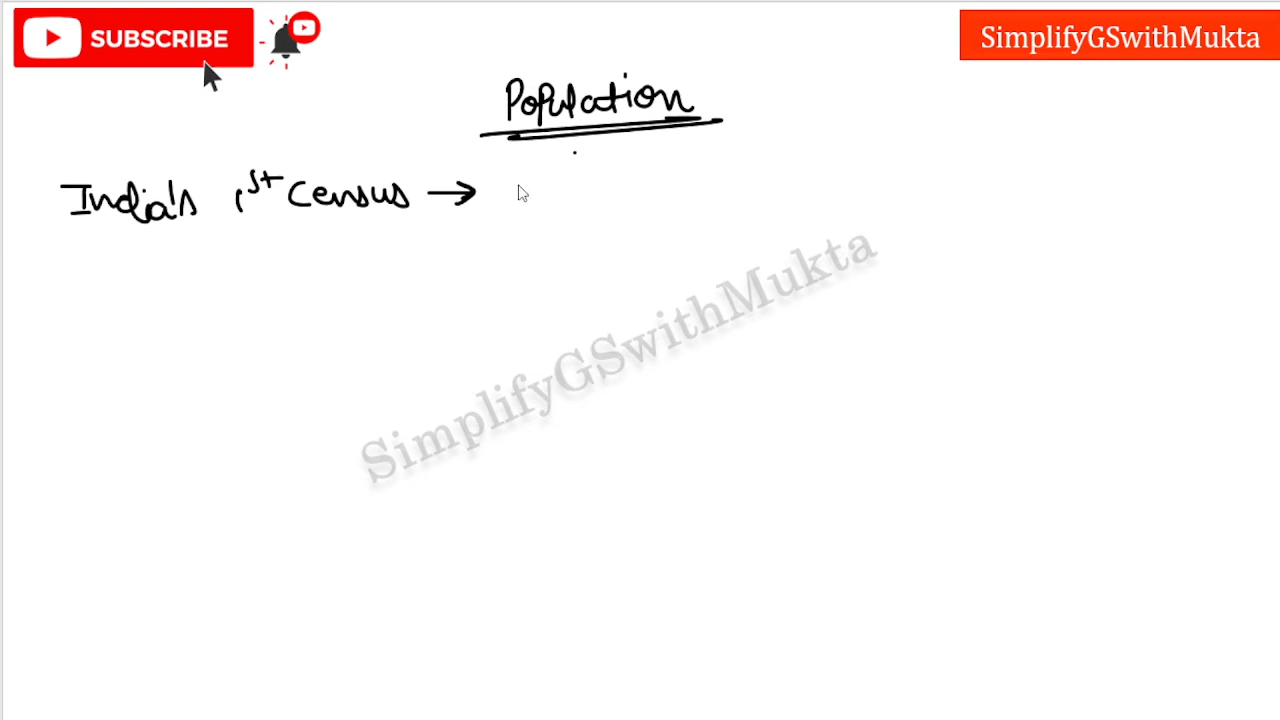 SUBSCRIBE
SimplifyGSwithMukta
Population
India's 1st Census →
SimplifyGSwithMukta